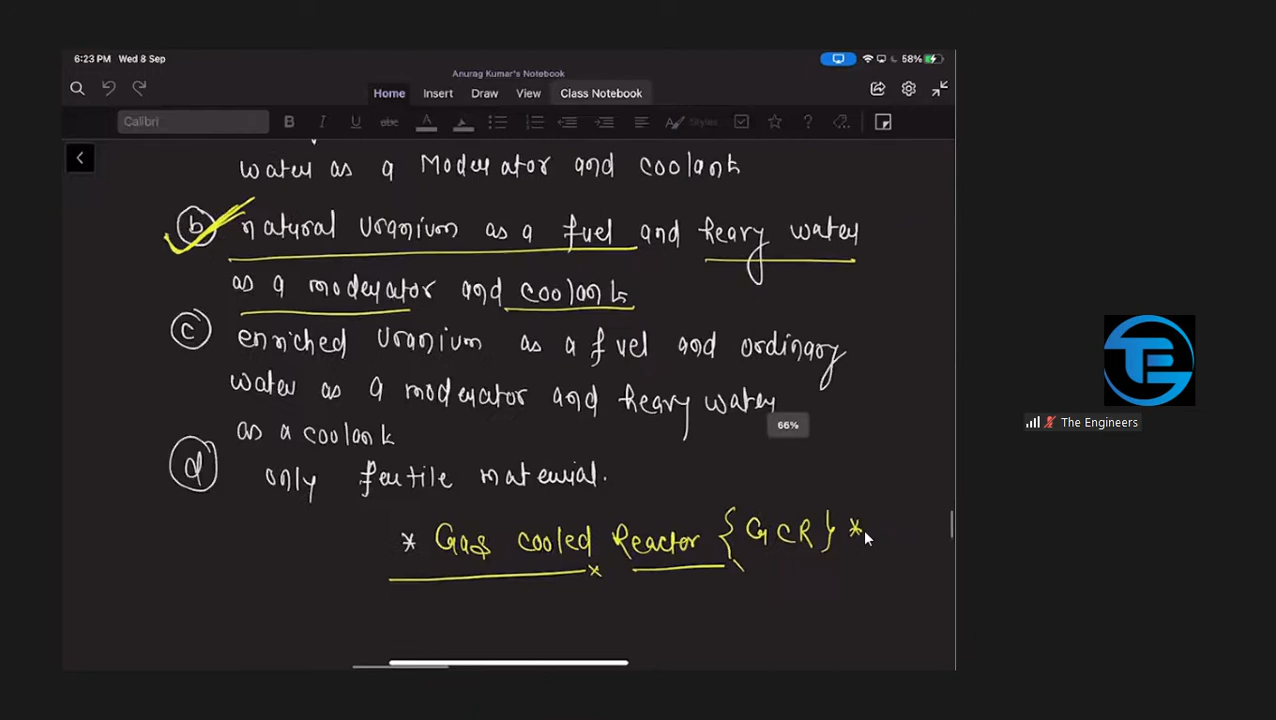 6:23 PM Wed 8 Sep
58%
Anurag Kumar's Notebook
Home Insert Draw View Class Notebook
Calibri B I U abc A Styles ?
water as a Moderator and coolant
(b) natural Uranium as a fuel and heavy water
as a moderator and coolant
(c) enriched Uranium as a fuel and ordinary
water as a moderator and heavy water
66%
as a coolant
(d) only fertile material.
* Gas cooled Reactor {GCR} *
The Engineers